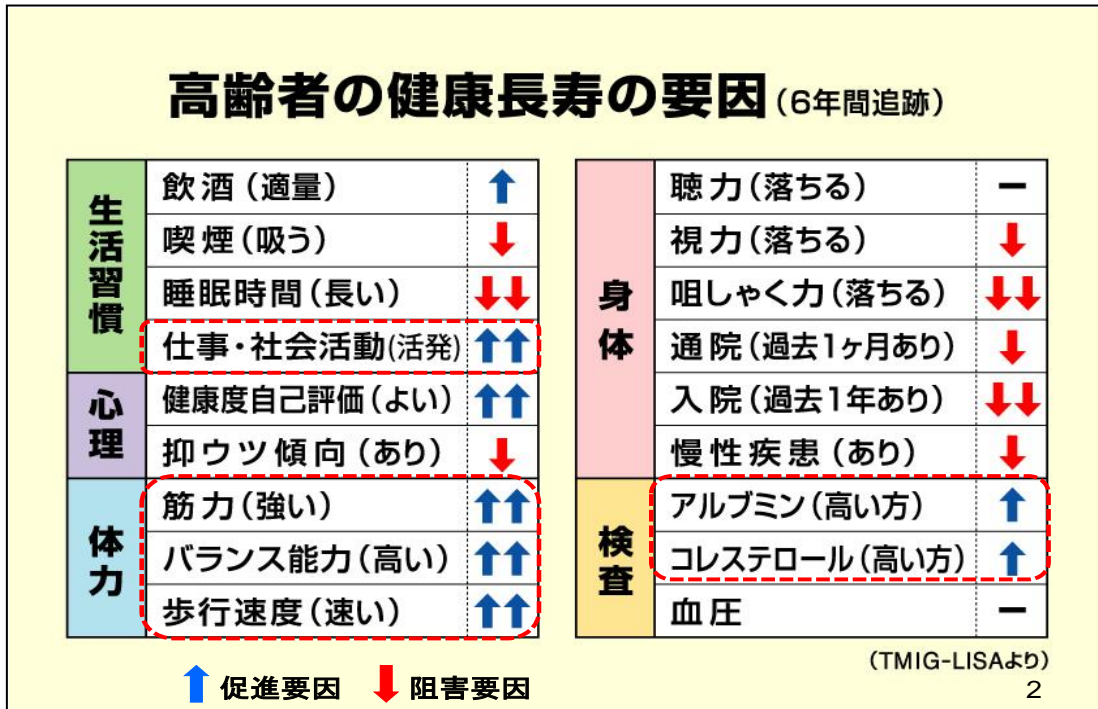 高齢者の健康長寿の要因(6年間追跡)
生活習慣
飲酒(適量) ↑
喫煙(吸う) ↓
睡眠時間(長い) ↓↓
仕事・社会活動(活発) ↑↑
心理
健康度自己評価(よい) ↑↑
抑ウツ傾向(あり) ↓
体力
筋力(強い) ↑↑
バランス能力(高い) ↑↑
歩行速度(速い) ↑↑
身体
聴力(落ちる) ー
視力(落ちる) ↓
咀しゃく力(落ちる) ↓↓
通院(過去1ヶ月あり) ↓
入院(過去1年あり) ↓↓
慢性疾患(あり) ↓
検査
アルブミン(高い方) ↑
コレステロール(高い方) ↑
血圧 ー
(TMIG-LISAより)
↑ 促進要因 ↓ 阻害要因
2